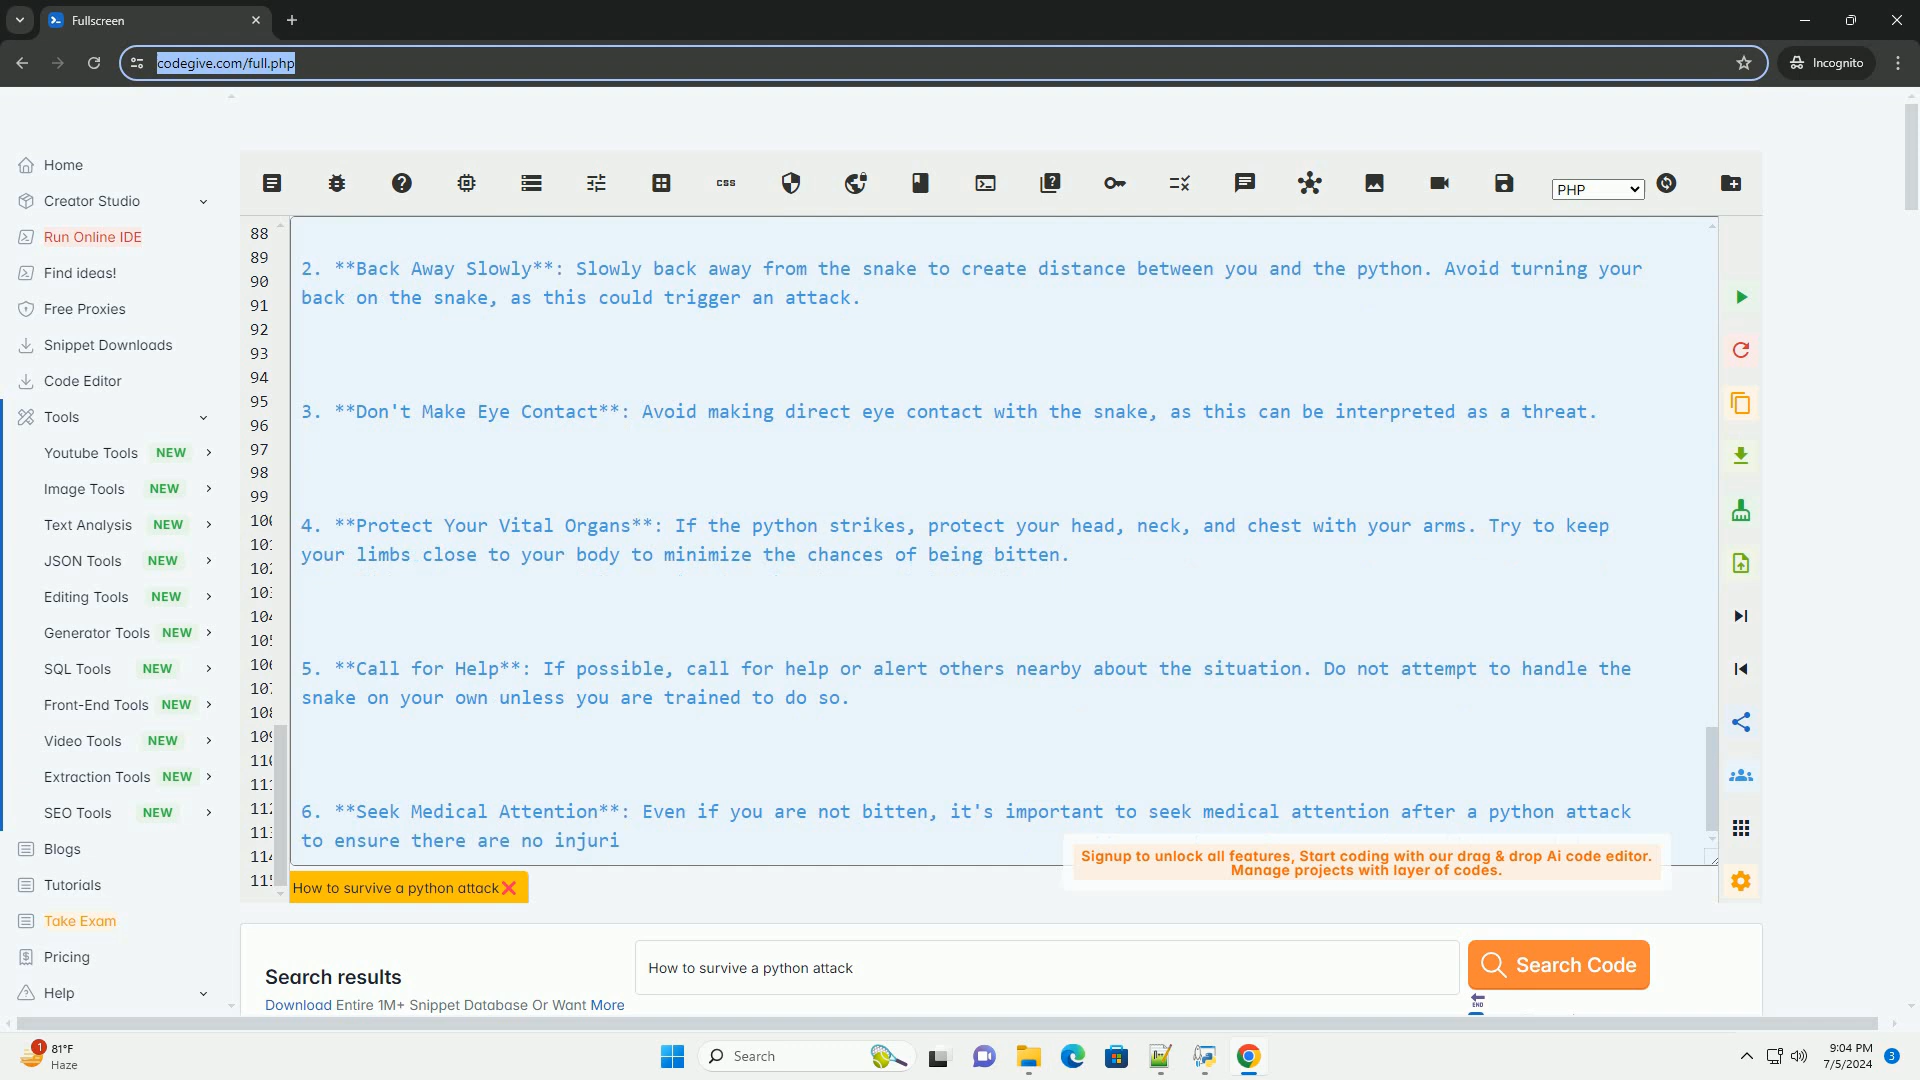 Fullscreen
codegive.com/full.php
Incognito
Home
Creator Studio
Run Online IDE
Find ideas!
Free Proxies
Snippet Downloads
Code Editor
Tools
Youtube Tools NEW
Image Tools NEW
Text Analysis NEW
JSON Tools NEW
Editing Tools NEW
Generator Tools NEW
SQL Tools NEW
Front-End Tools NEW
Video Tools NEW
Extraction Tools NEW
SEO Tools NEW
Blogs
Tutorials
Take Exam
Pricing
Help
css
PHP
88
89
90
91
92
93
94
95
96
97
98
99
2. **Back Away Slowly**: Slowly back away from the snake to create distance between you and the python. Avoid turning your
back on the snake, as this could trigger an attack.
3. **Don't Make Eye Contact**: Avoid making direct eye contact with the snake, as this can be interpreted as a threat.
4. **Protect Your Vital Organs**: If the python strikes, protect your head, neck, and chest with your arms. Try to keep
your limbs close to your body to minimize the chances of being bitten.
5. **Call for Help**: If possible, call for help or alert others nearby about the situation. Do not attempt to handle the
snake on your own unless you are trained to do so.
6. **Seek Medical Attention**: Even if you are not bitten, it's important to seek medical attention after a python attack
to ensure there are no injuri
Signup to unlock all features, Start coding with our drag & drop Ai code editor.
Manage projects with layer of codes.
How to survive a python attack
Search results
How to survive a python attack
Search Code
Download Entire 1M+ Snippet Database Or Want More
END
1
81°F
Haze
Search
9:04 PM
7/5/2024
3